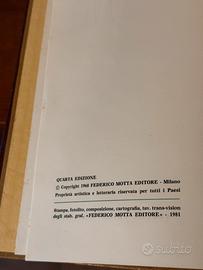 QUARTA EDIZIONE
© Copyright 1968 FEDERICO MOTTA EDITORE - Milano
Proprietà artistica e letteraria riservata per tutti i Paesi
Stampa, fotolito, composizione, cartografia, tav. trans-vision
degli stab. graf. «FEDERICO MOTTA EDITORE» - 1981
subito